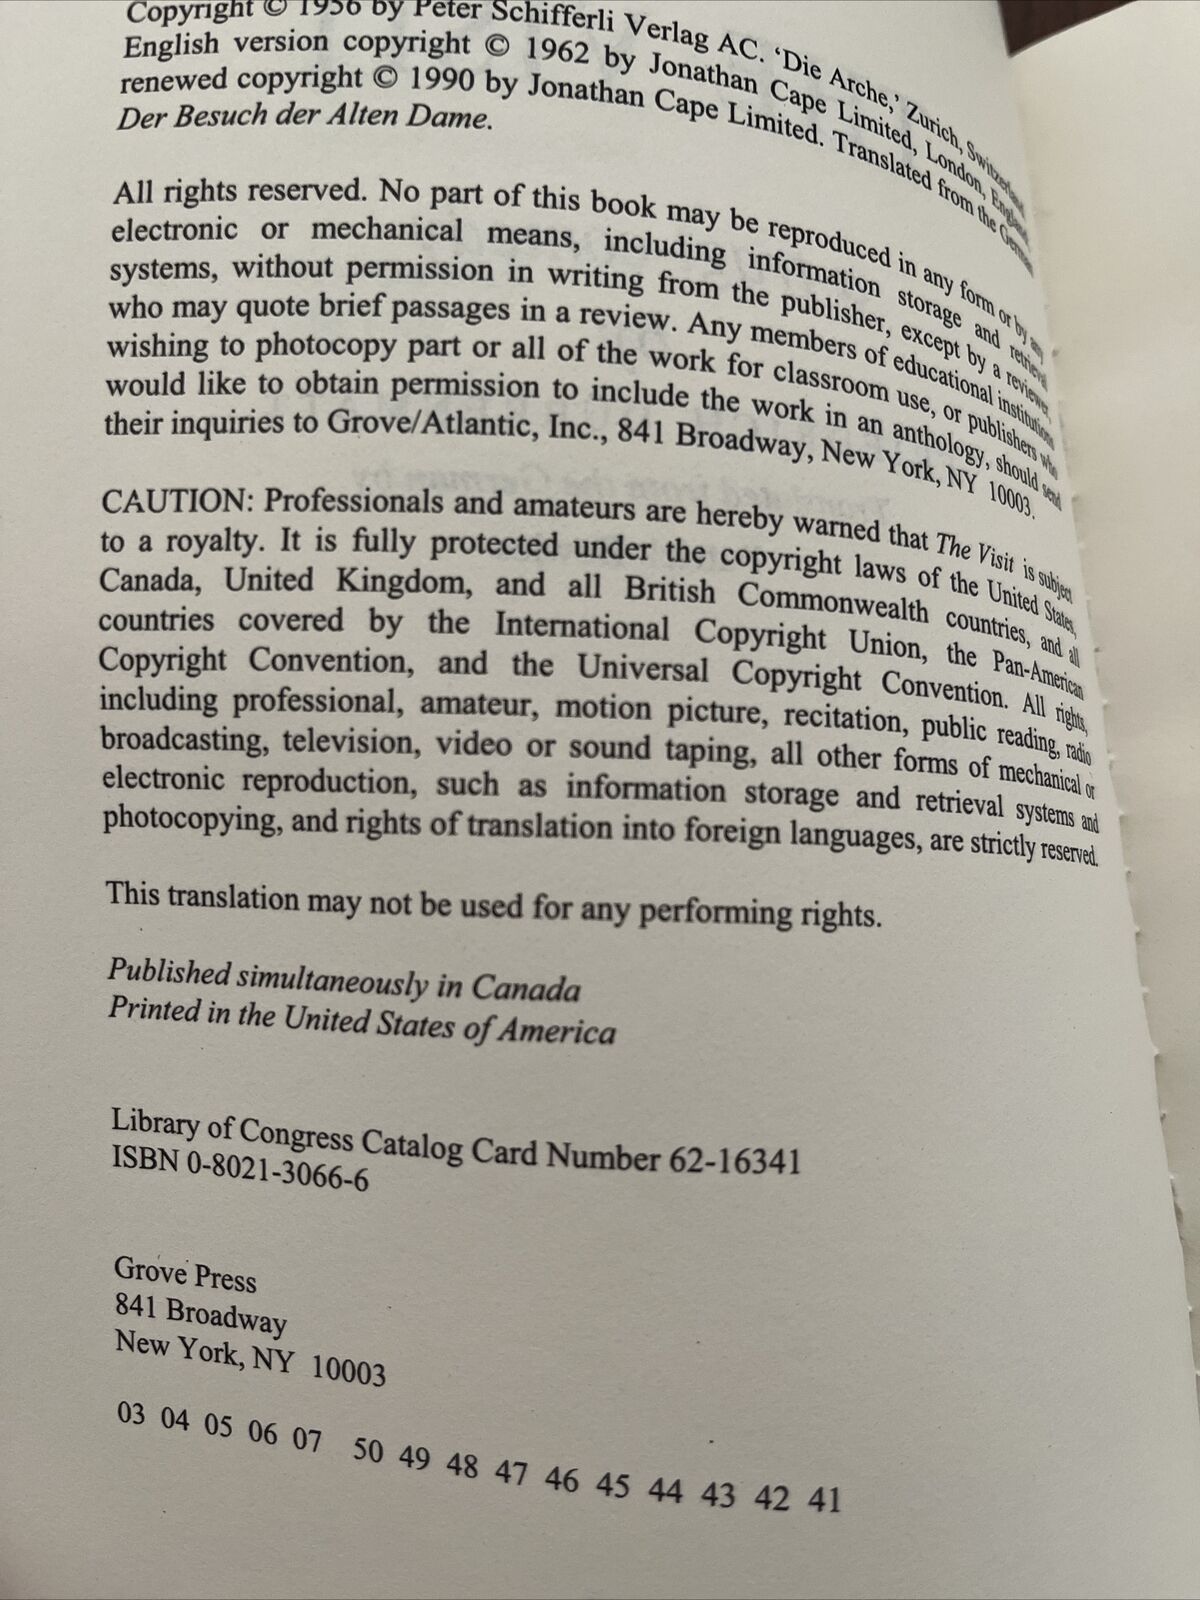 Copyright © 1956 by Peter Schifferli Verlag AC. ‘Die Arche,’ Zurich, Switzerland
English version copyright © 1962 by Jonathan Cape Limited, London, England,
renewed copyright © 1990 by Jonathan Cape Limited. Translated from the German
Der Besuch der Alten Dame.
All rights reserved. No part of this book may be reproduced in any form or by any
electronic or mechanical means, including information storage and retrieval
systems, without permission in writing from the publisher, except by a reviewer,
who may quote brief passages in a review. Any members of educational institutions
wishing to photocopy part or all of the work for classroom use, or publishers who
would like to obtain permission to include the work in an anthology, should send
their inquiries to Grove/Atlantic, Inc., 841 Broadway, New York, NY 10003.
CAUTION: Professionals and amateurs are hereby warned that The Visit is subject
to a royalty. It is fully protected under the copyright laws of the United States,
Canada, United Kingdom, and all British Commonwealth countries, and all
countries covered by the International Copyright Union, the Pan-American
Copyright Convention, and the Universal Copyright Convention. All rights,
including professional, amateur, motion picture, recitation, public reading, radio
broadcasting, television, video or sound taping, all other forms of mechanical or
electronic reproduction, such as information storage and retrieval systems and
photocopying, and rights of translation into foreign languages, are strictly reserved.
This translation may not be used for any performing rights.
Published simultaneously in Canada
Printed in the United States of America
Library of Congress Catalog Card Number 62-16341
ISBN 0-8021-3066-6
Grove Press
841 Broadway
New York, NY 10003
03 04 05 06 07 50 49 48 47 46 45 44 43 42 41